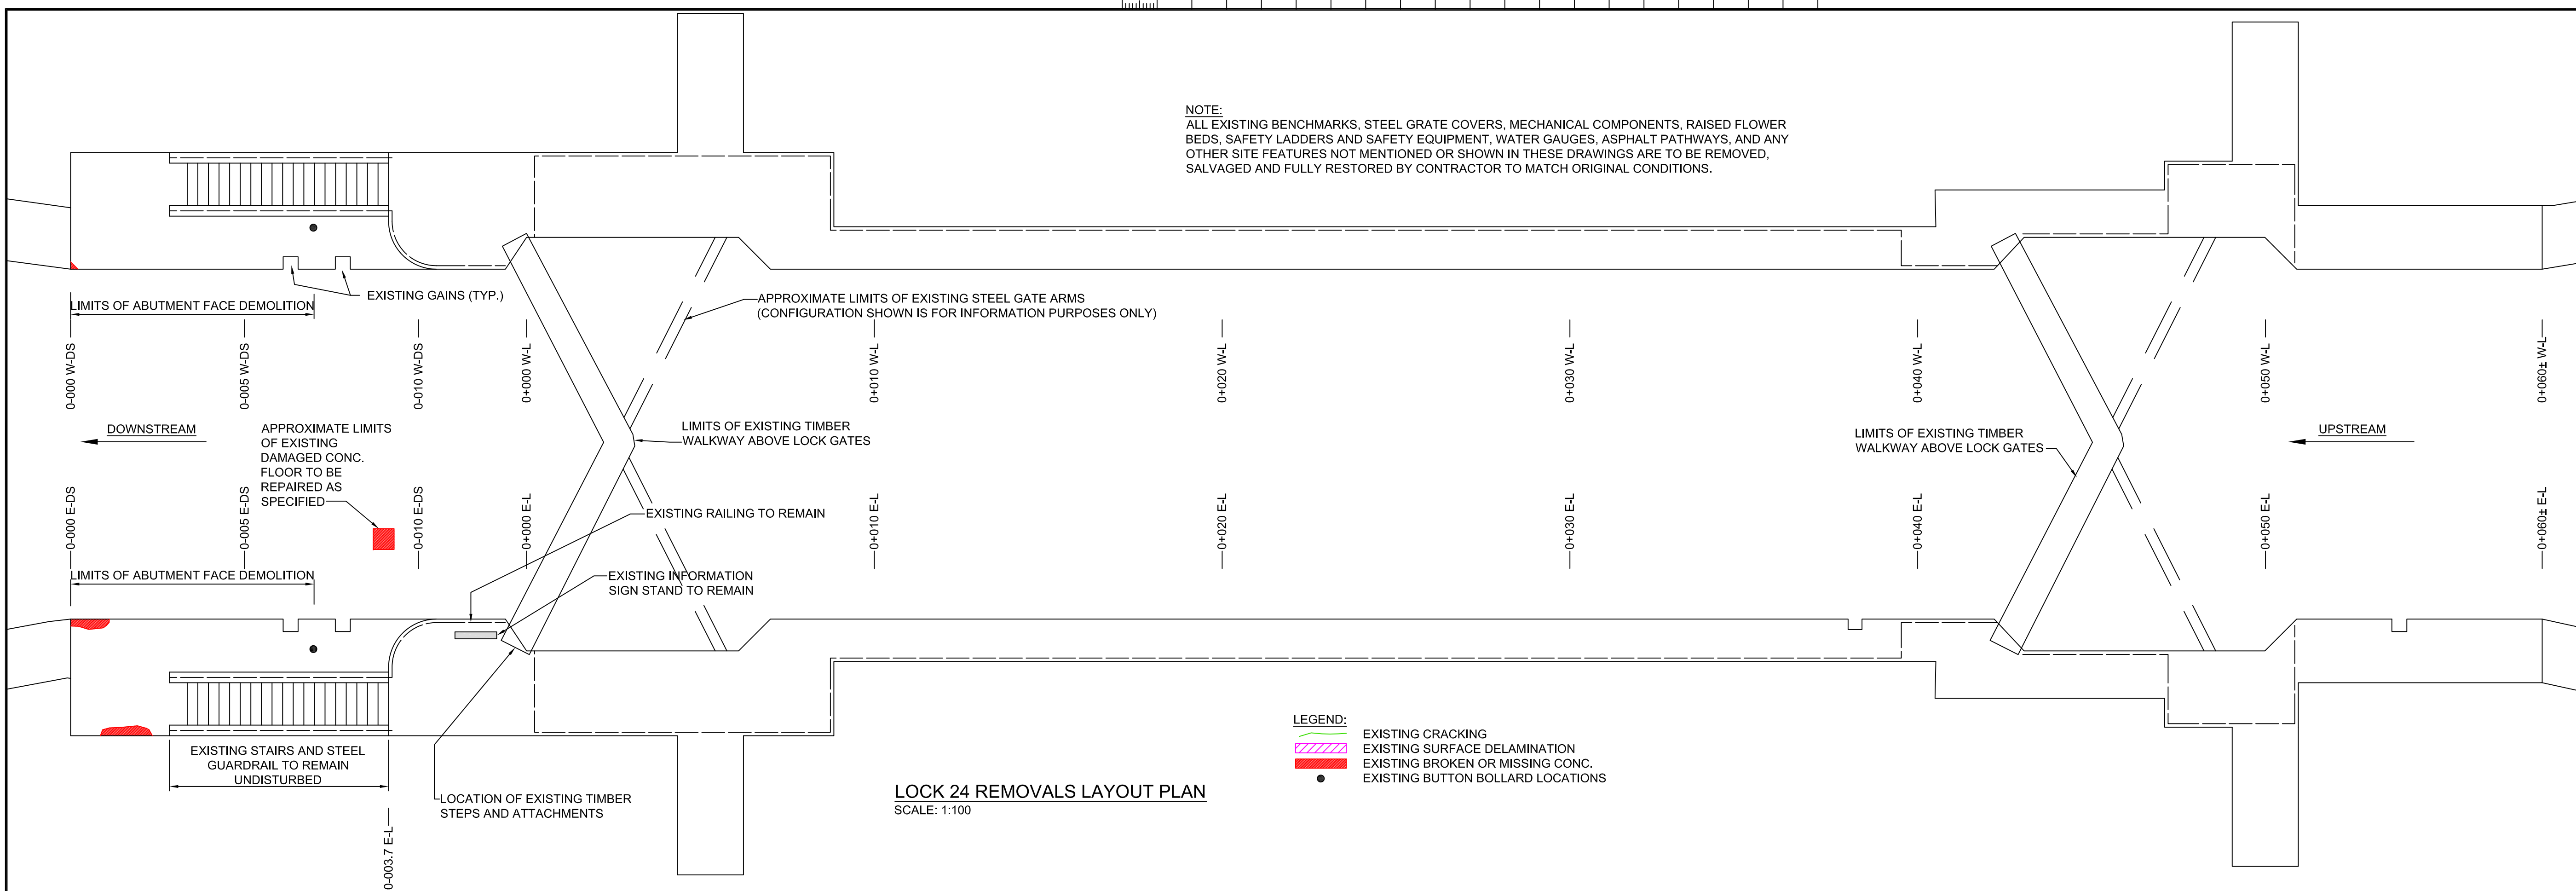 NOTE:
ALL EXISTING BENCHMARKS, STEEL GRATE COVERS, MECHANICAL COMPONENTS, RAISED FLOWER
BEDS, SAFETY LADDERS AND SAFETY EQUIPMENT, WATER GAUGES, ASPHALT PATHWAYS, AND ANY
OTHER SITE FEATURES NOT MENTIONED OR SHOWN IN THESE DRAWINGS ARE TO BE REMOVED,
SALVAGED AND FULLY RESTORED BY CONTRACTOR TO MATCH ORIGINAL CONDITIONS.
EXISTING GAINS (TYP.)
LIMITS OF ABUTMENT FACE DEMOLITION
APPROXIMATE LIMITS OF EXISTING STEEL GATE ARMS
(CONFIGURATION SHOWN IS FOR INFORMATION PURPOSES ONLY)
0-000 W-DS
0-005 W-DS
0-010 W-DS
0+000 W-L
0+010 W-L
0+020 W-L
0+030 W-L
0+040 W-L
0+050 W-L
0+060± W-L
DOWNSTREAM
APPROXIMATE LIMITS
OF EXISTING
DAMAGED CONC.
FLOOR TO BE
REPAIRED AS
SPECIFIED
LIMITS OF EXISTING TIMBER
WALKWAY ABOVE LOCK GATES
LIMITS OF EXISTING TIMBER
WALKWAY ABOVE LOCK GATES
UPSTREAM
0-000 E-DS
0-005 E-DS
0-010 E-DS
0+000 E-L
0+010 E-L
0+020 E-L
0+030 E-L
0+040 E-L
0+050 E-L
0+060± E-L
EXISTING RAILING TO REMAIN
LIMITS OF ABUTMENT FACE DEMOLITION
EXISTING INFORMATION
SIGN STAND TO REMAIN
EXISTING STAIRS AND STEEL
GUARDRAIL TO REMAIN
UNDISTURBED
LOCATION OF EXISTING TIMBER
STEPS AND ATTACHMENTS
0-003.7 E-L
LOCK 24 REMOVALS LAYOUT PLAN
SCALE: 1:100
LEGEND:
EXISTING CRACKING
EXISTING SURFACE DELAMINATION
EXISTING BROKEN OR MISSING CONC.
EXISTING BUTTON BOLLARD LOCATIONS